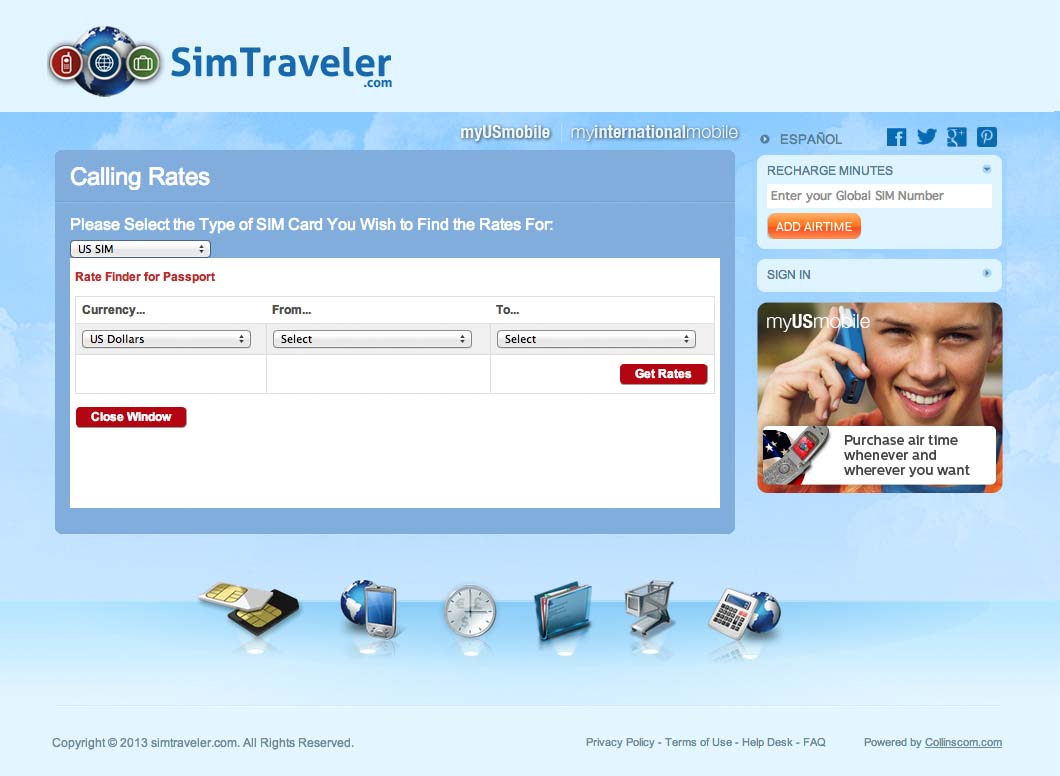 SimTraveler
.com
myUSmobile
myinternationalmobile
ESPAÑOL
Calling Rates
Please Select the Type of SIM Card You Wish to Find the Rates For:
US SIM
Rate Finder for Passport
Currency... From... To...
US Dollars Select Select
Get Rates
Close Window
RECHARGE MINUTES
Enter your Global SIM Number
ADD AIRTIME
SIGN IN
myUSmobile
Purchase air time
whenever and
wherever you want
Copyright © 2013 simtraveler.com. All Rights Reserved.
Privacy Policy - Terms of Use - Help Desk - FAQ
Powered by Collinscom.com